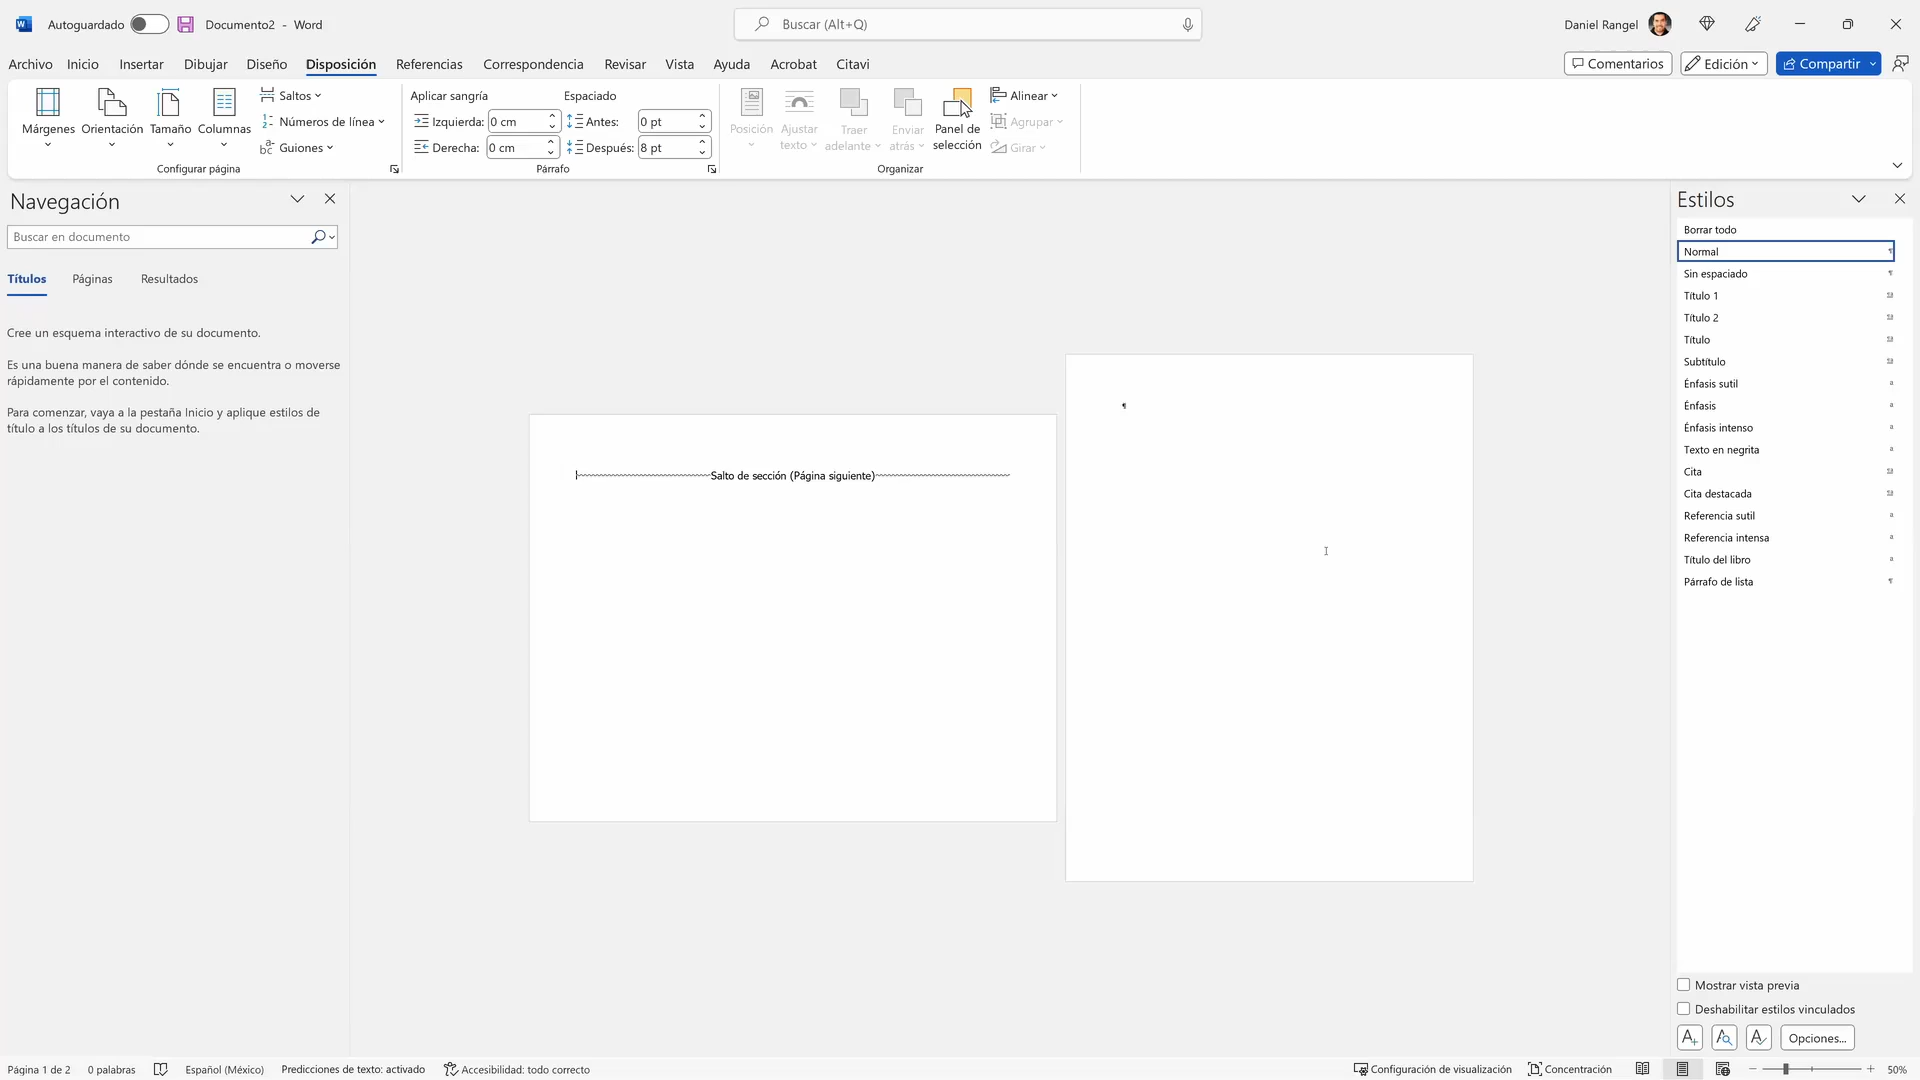 Autoguardado Documento2 - Word Buscar (Alt+Q) Daniel Rangel
Archivo Inicio Insertar Dibujar Diseño Disposición Referencias Correspondencia Revisar Vista Ayuda Acrobat Citavi Comentarios Edición Compartir
Saltos Aplicar sangría Espaciado Alinear
Márgenes Orientación Tamaño Columnas Números de línea Izquierda: 0 cm Antes: 0 pt Posición Ajustar texto Traer adelante Enviar atrás Panel de selección Agrupar
Guiones Derecha: 0 cm Después: 8 pt Girar
Configurar página Párrafo Organizar
Navegación
Buscar en documento
Títulos Páginas Resultados
Cree un esquema interactivo de su documento.
Es una buena manera de saber dónde se encuentra o moverse
rápidamente por el contenido.
Para comenzar, vaya a la pestaña Inicio y aplique estilos de
título a los títulos de su documento.
Salto de sección (Página siguiente)
¶
Estilos
Borrar todo
Normal ¶
Sin espaciado ¶
Título 1 ¶a
Título 2 ¶a
Título ¶a
Subtítulo ¶a
Énfasis sutil a
Énfasis a
Énfasis intenso a
Texto en negrita a
Cita ¶a
Cita destacada ¶a
Referencia sutil a
Referencia intensa a
Título del libro a
Párrafo de lista ¶
Mostrar vista previa
Deshabilitar estilos vinculados
Opciones...
Página 1 de 2 0 palabras Español (México) Predicciones de texto: activado Accesibilidad: todo correcto Configuración de visualización Concentración 50%